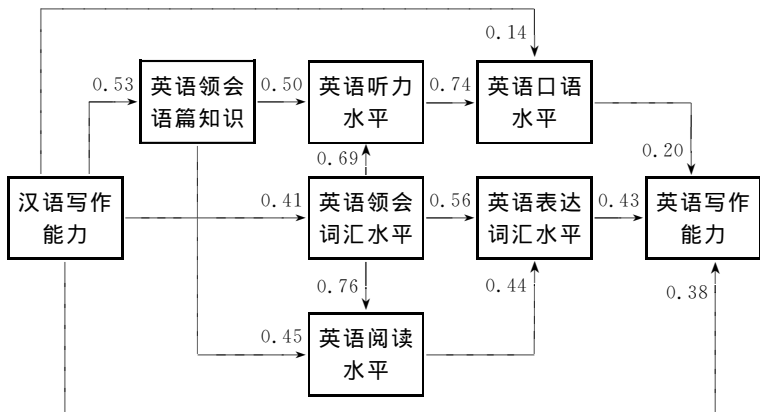 0.14
0.53
英语领会
语篇知识
0.50
英语听力
水平
0.74
英语口语
水平
0.69
0.20
汉语写作
能力
0.41
英语领会
词汇水平
0.56
英语表达
词汇水平
0.43
英语写作
能力
0.76
0.44
0.38
0.45
英语阅读
水平